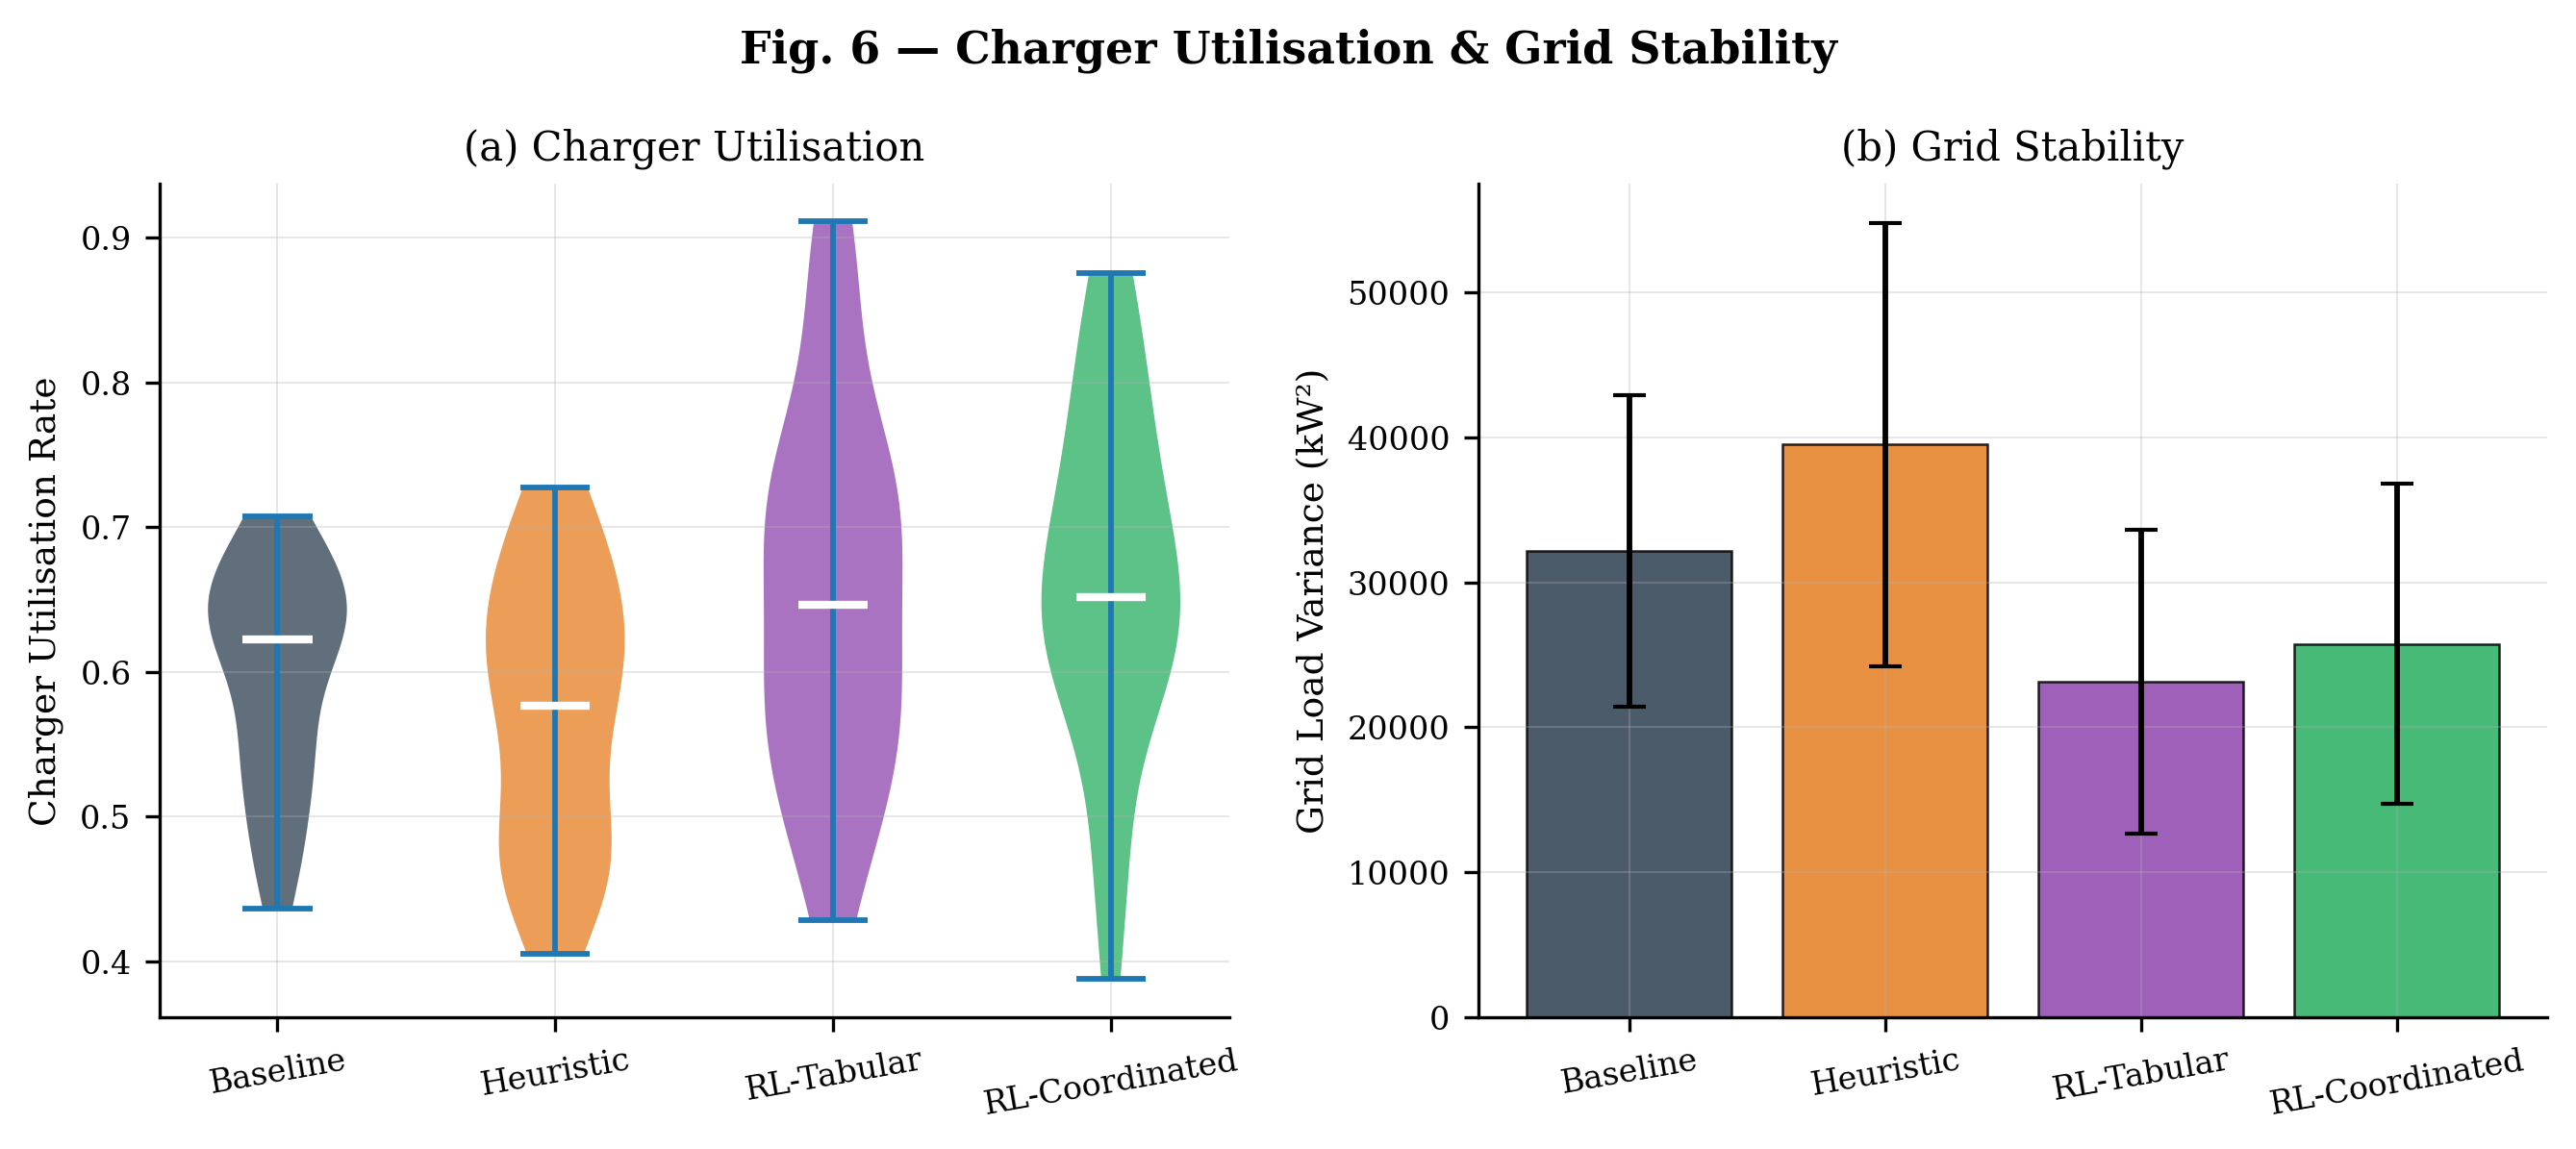 Fig. 6 — Charger Utilisation & Grid Stability
(a) Charger Utilisation
Charger Utilisation Rate
0.9
0.8
0.7
0.6
0.5
0.4
Baseline
Heuristic
RL-Tabular
RL-Coordinated
(b) Grid Stability
Grid Load Variance (kW²)
50000
40000
30000
20000
10000
0
Baseline
Heuristic
RL-Tabular
RL-Coordinated